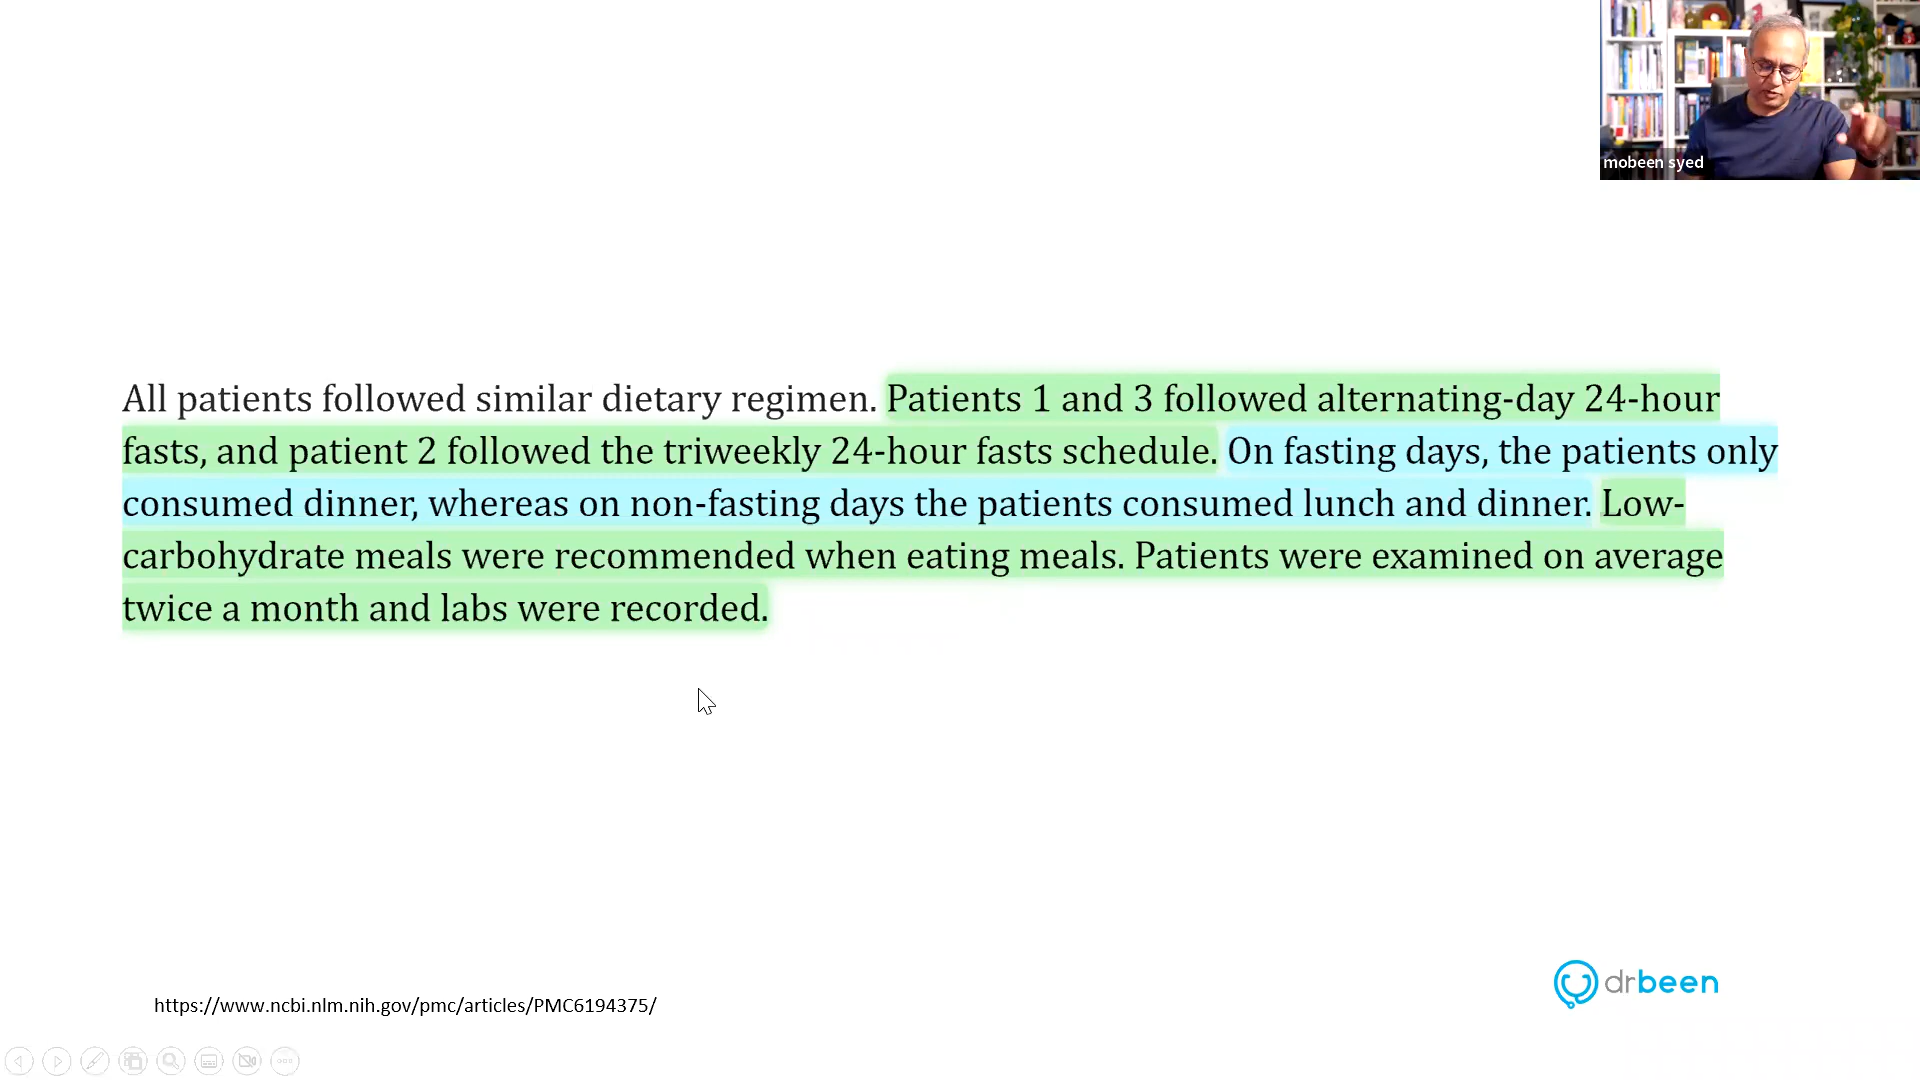 mobeen syed
All patients followed similar dietary regimen. Patients 1 and 3 followed alternating-day 24-hour
fasts, and patient 2 followed the triweekly 24-hour fasts schedule. On fasting days, the patients only
consumed dinner, whereas on non-fasting days the patients consumed lunch and dinner. Low-
carbohydrate meals were recommended when eating meals. Patients were examined on average
twice a month and labs were recorded.
drbeen
https://www.ncbi.nlm.nih.gov/pmc/articles/PMC6194375/